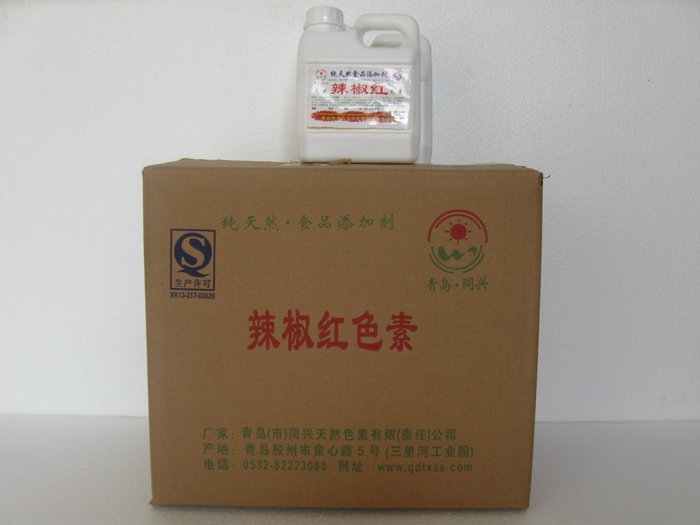 纯天然食品添加剂
辣椒红
纯天然·食品添加剂
生产许可
XK13-217-00630
青岛·同兴
辣椒红色素
厂家：青岛(市)同兴天然色素有限(责任)公司
产地：青岛胶州市童心路5号(三里河工业园)
电话：0532-82223088 网址：www.qdtxss.com